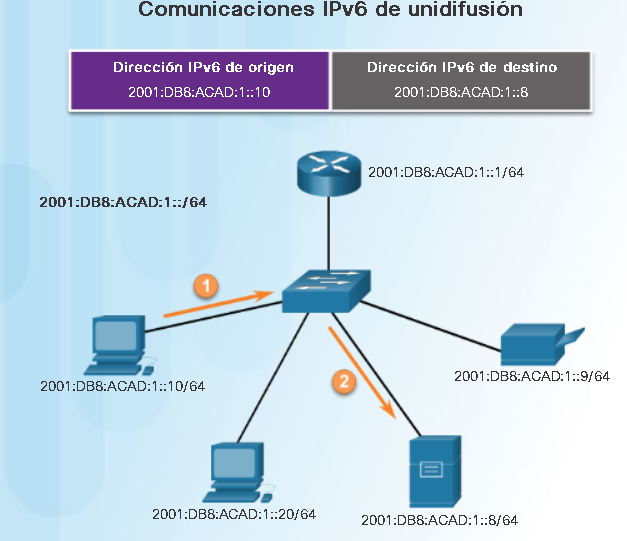 Comunicaciones IPv6 de unidifusión
Dirección IPv6 de origen
2001:DB8:ACAD:1::10
Dirección IPv6 de destino
2001:DB8:ACAD:1::8
2001:DB8:ACAD:1::1/64
2001:DB8:ACAD:1::/64
1
2001:DB8:ACAD:1::10/64
2001:DB8:ACAD:1::9/64
2
2001:DB8:ACAD:1::20/64
2001:DB8:ACAD:1::8/64